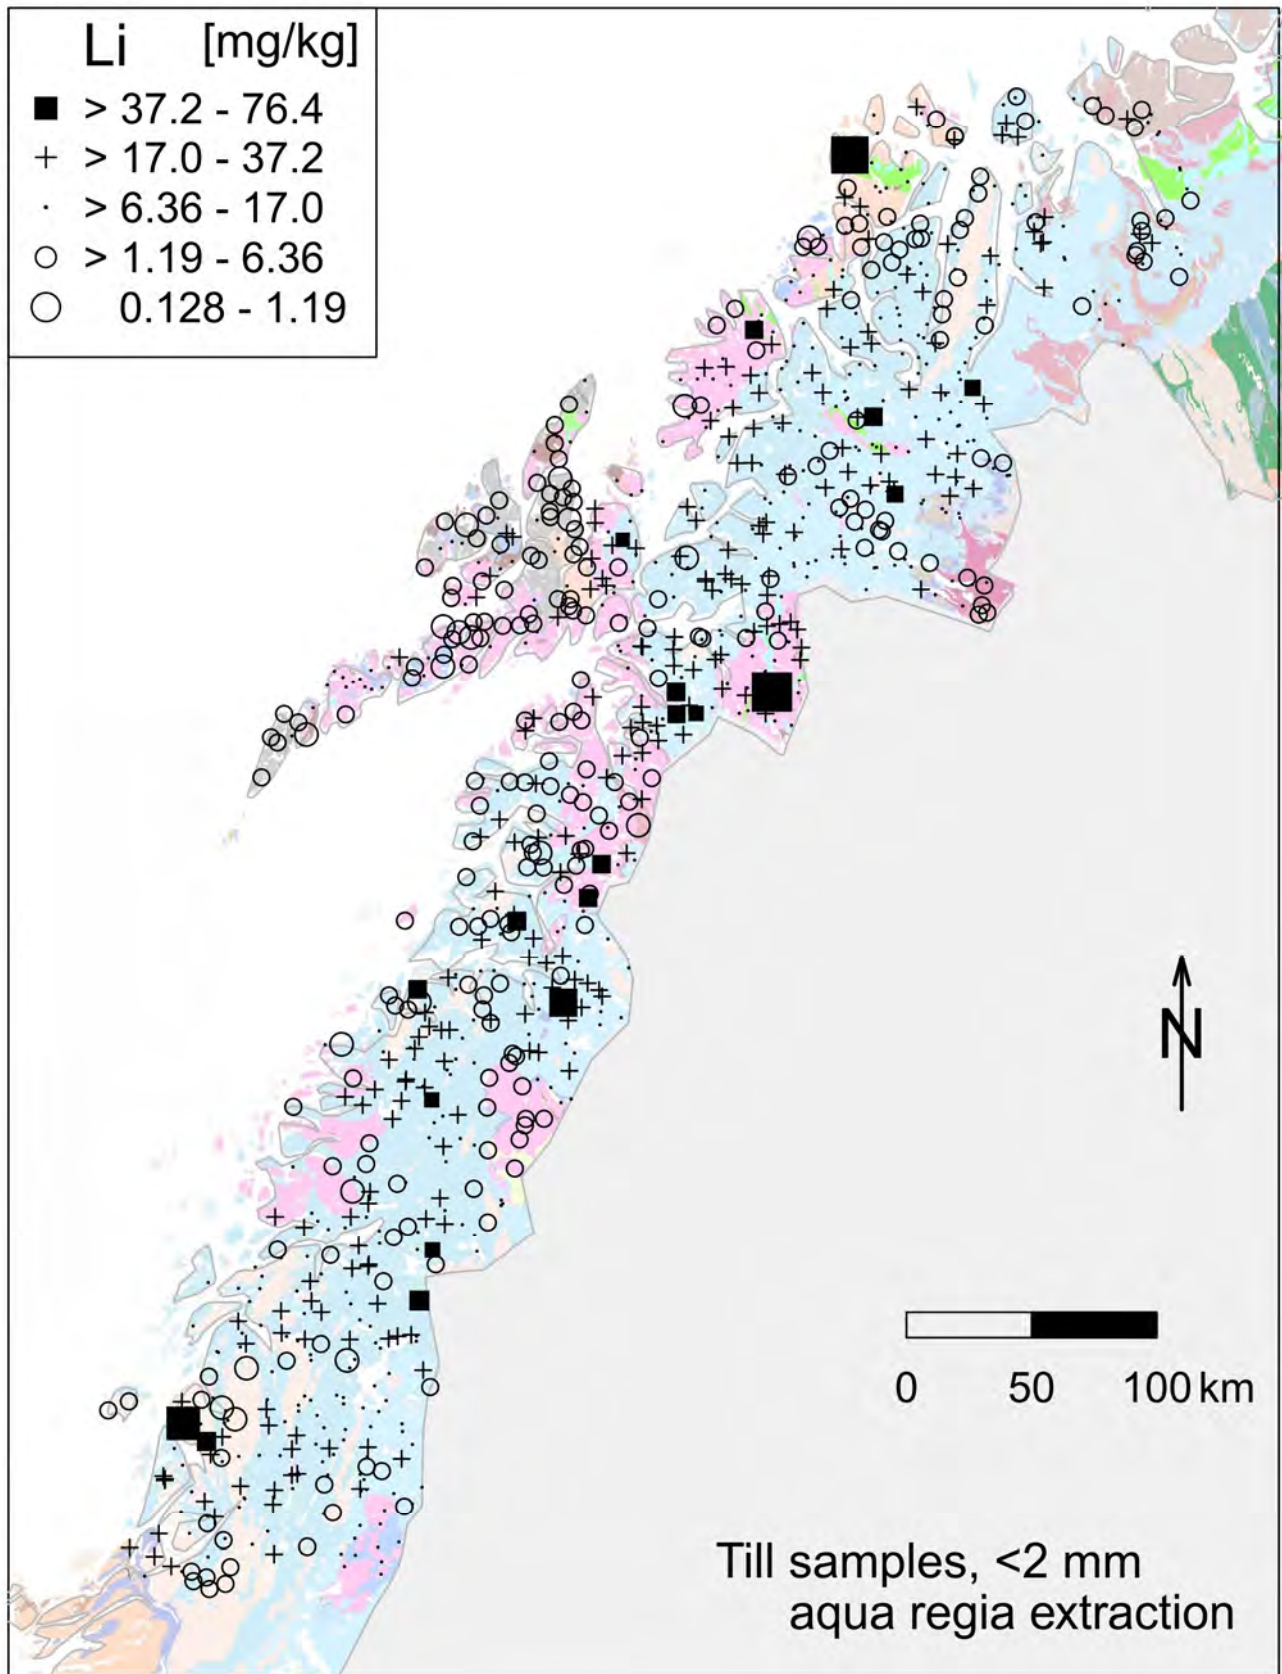 Li [mg/kg]
> 37.2 - 76.4
> 17.0 - 37.2
> 6.36 - 17.0
> 1.19 - 6.36
0.128 - 1.19
N
0 50 100 km
Till samples, <2 mm
aqua regia extraction